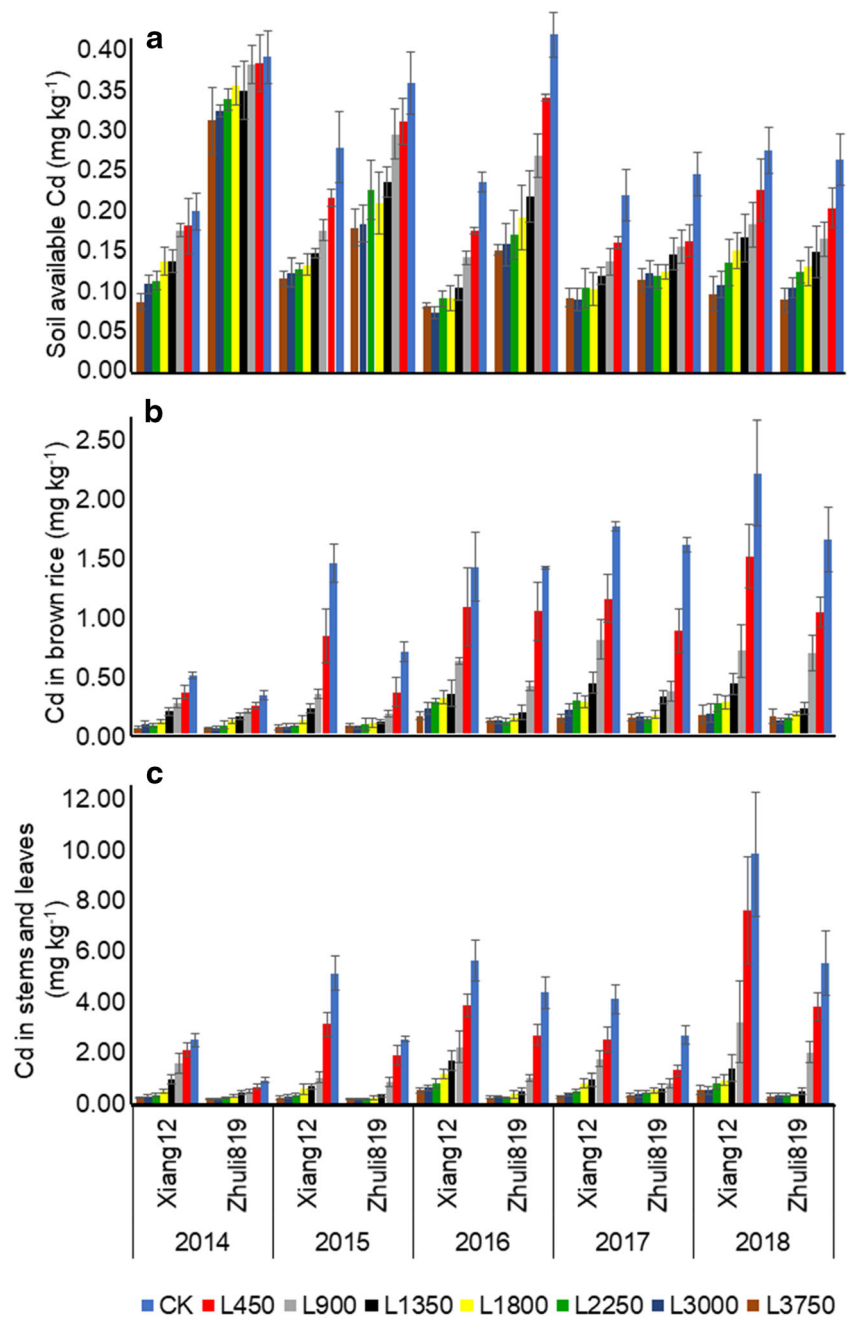 a
Soil available Cd (mg kg-1)
0.40
0.35
0.30
0.25
0.20
0.15
0.10
0.05
0.00
b
Cd in brown rice (mg kg-1)
2.50
2.00
1.50
1.00
0.50
0.00
c
Cd in stems and leaves
(mg kg-1)
12.00
10.00
8.00
6.00
4.00
2.00
0.00
Xiang12 Zhuli819 Xiang12 Zhuli819 Xiang12 Zhuli819 Xiang12 Zhuli819 Xiang12 Zhuli819
2014 2015 2016 2017 2018
CK L450 L900 L1350 L1800 L2250 L3000 L3750